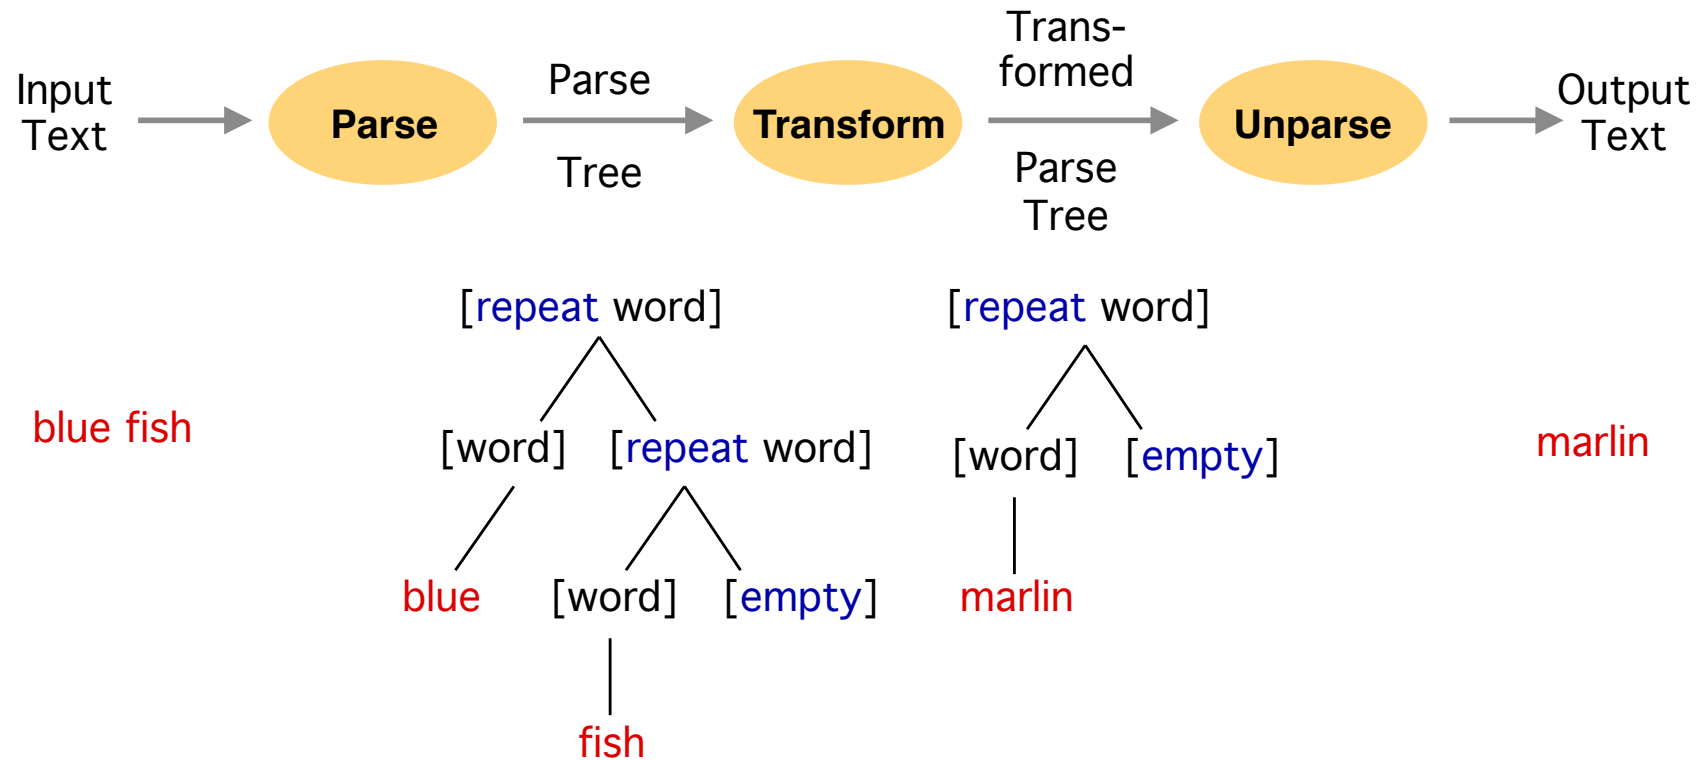 Input
Text
Parse
Parse
Tree
Transform
Trans-
formed
Parse
Tree
Unparse
Output
Text
blue fish
[repeat word]
[word] [repeat word]
blue [word] [empty]
fish
[repeat word]
[word] [empty]
marlin
marlin